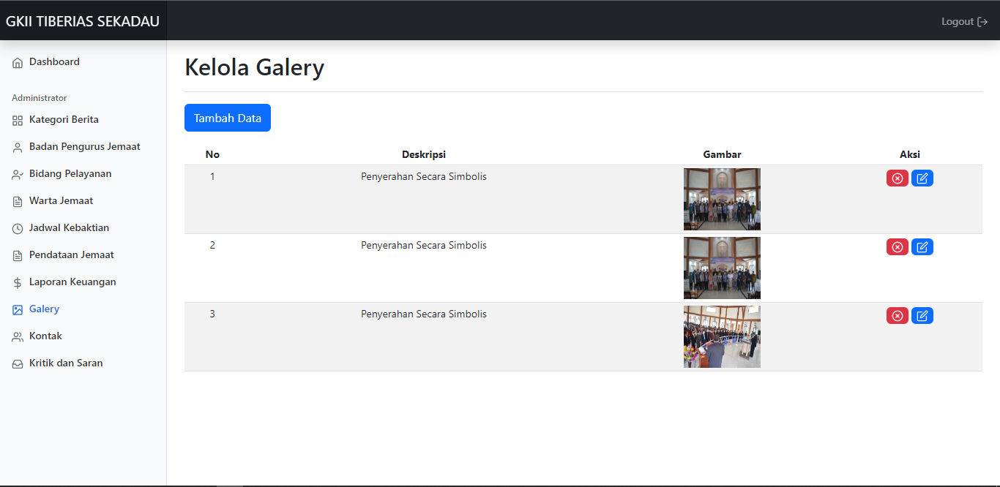 GKII TIBERIAS SEKADAU
Logout
Dashboard
Administrator
Kategori Berita
Badan Pengurus Jemaat
Bidang Pelayanan
Warta Jemaat
Jadwal Kebaktian
Pendataan Jemaat
Laporan Keuangan
Galery
Kontak
Kritik dan Saran
Kelola Galery
Tambah Data
No Deskripsi Gambar Aksi
1 Penyerahan Secara Simbolis
2 Penyerahan Secara Simbolis
3 Penyerahan Secara Simbolis